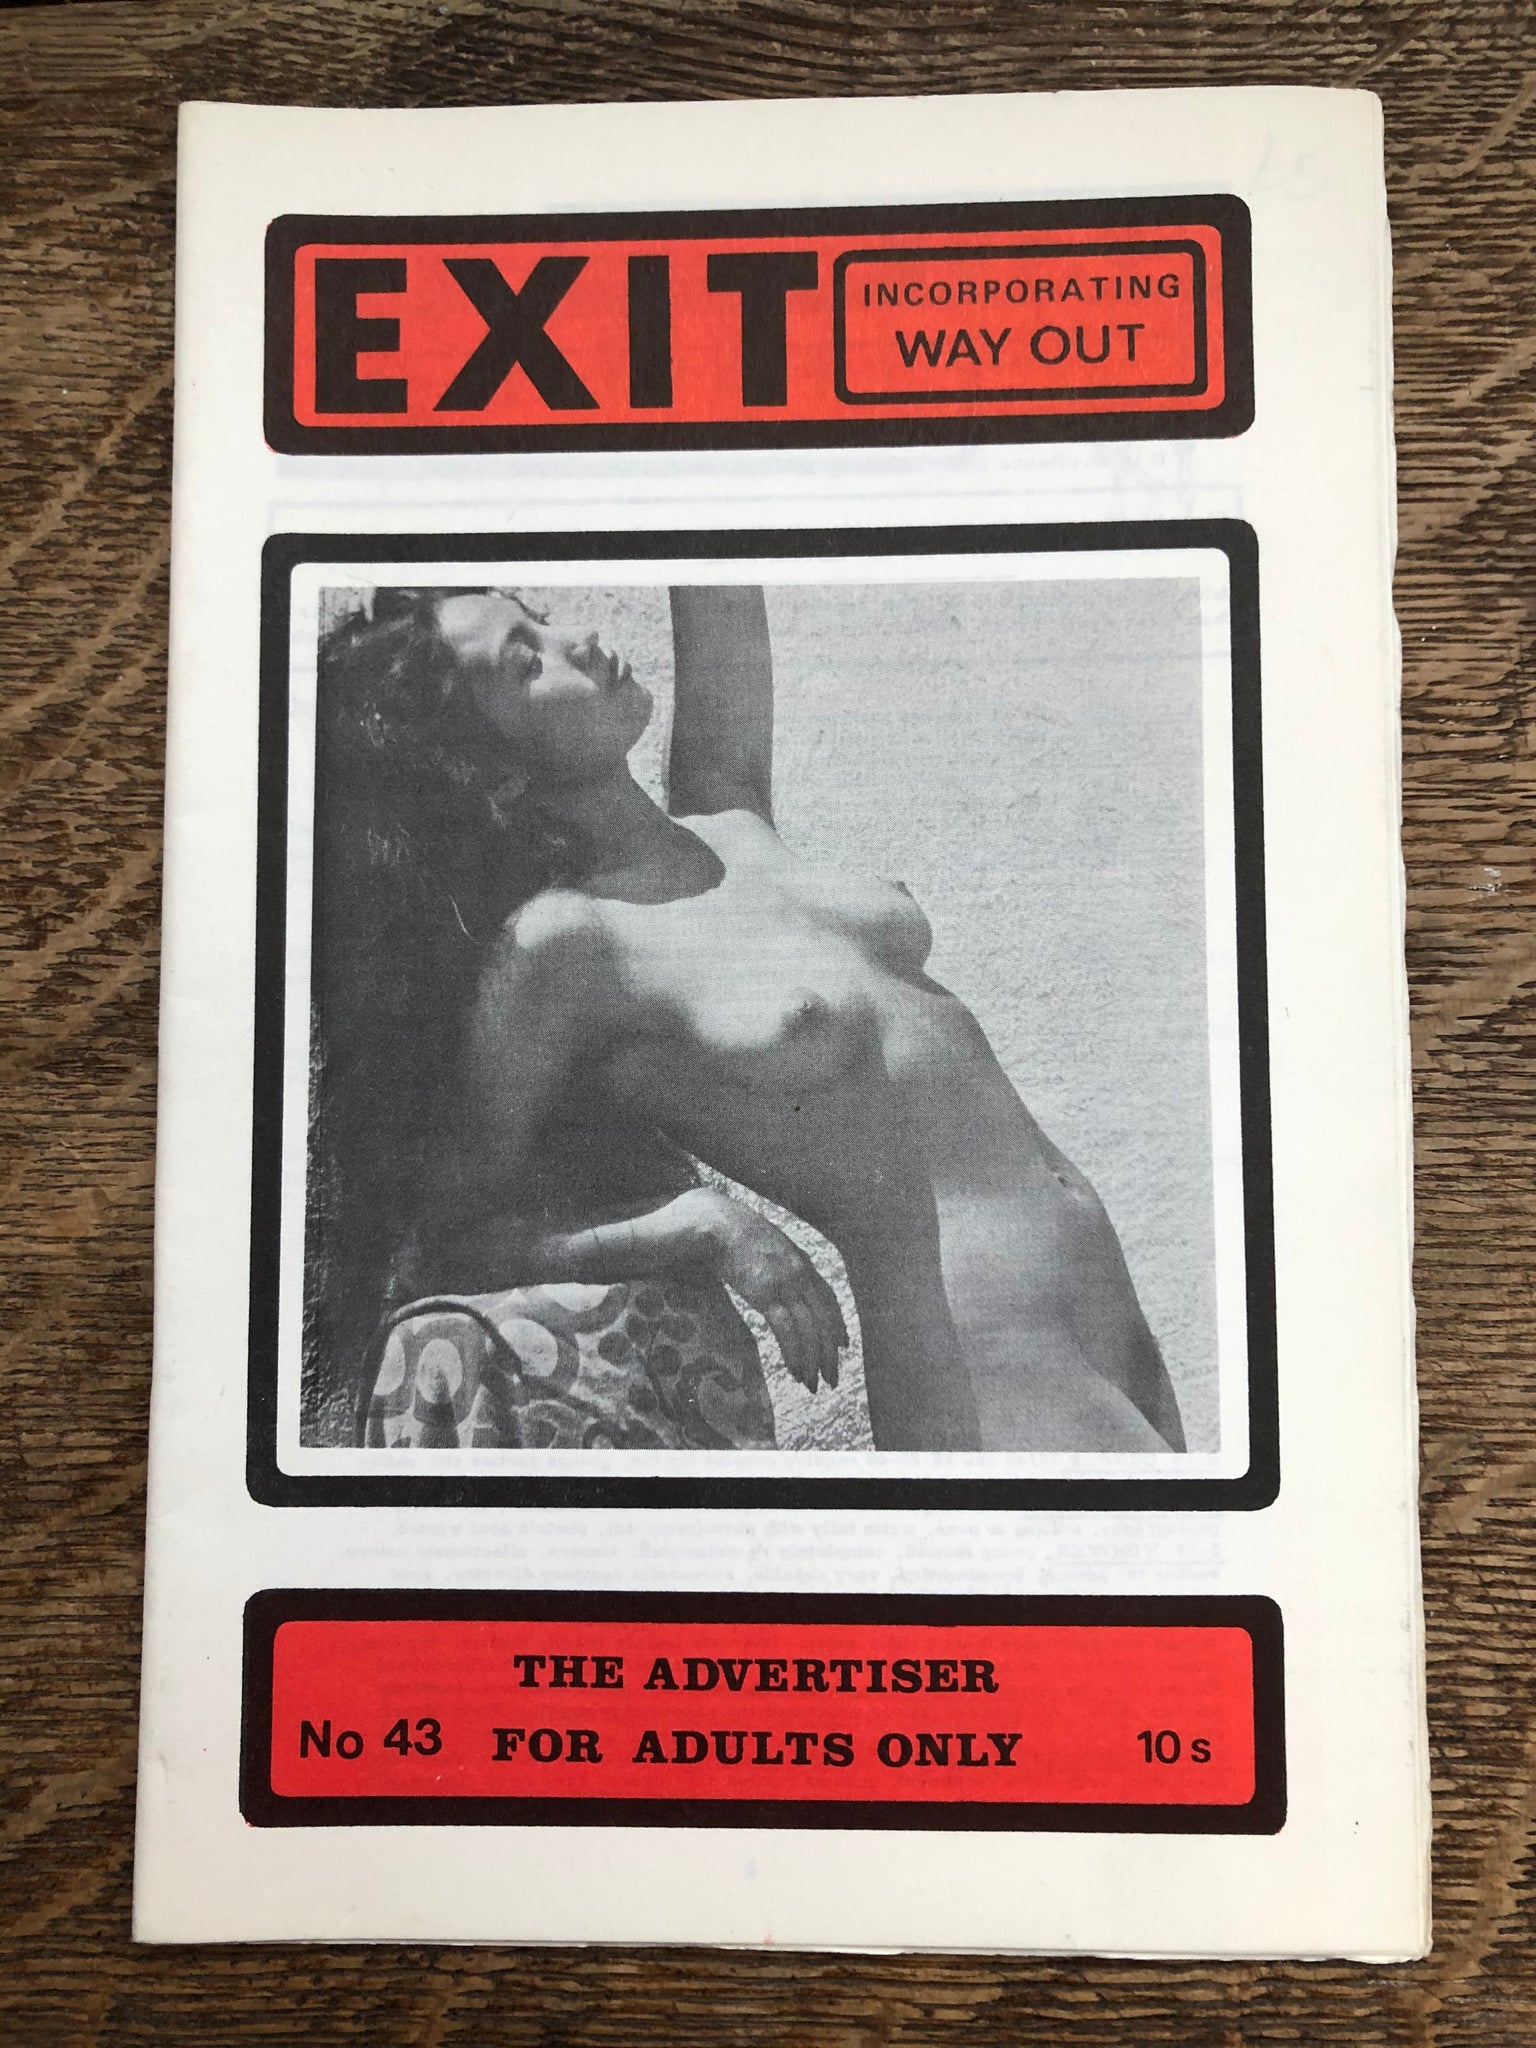 EXIT
INCORPORATING
WAY OUT
THE ADVERTISER
No 43 FOR ADULTS ONLY 10s